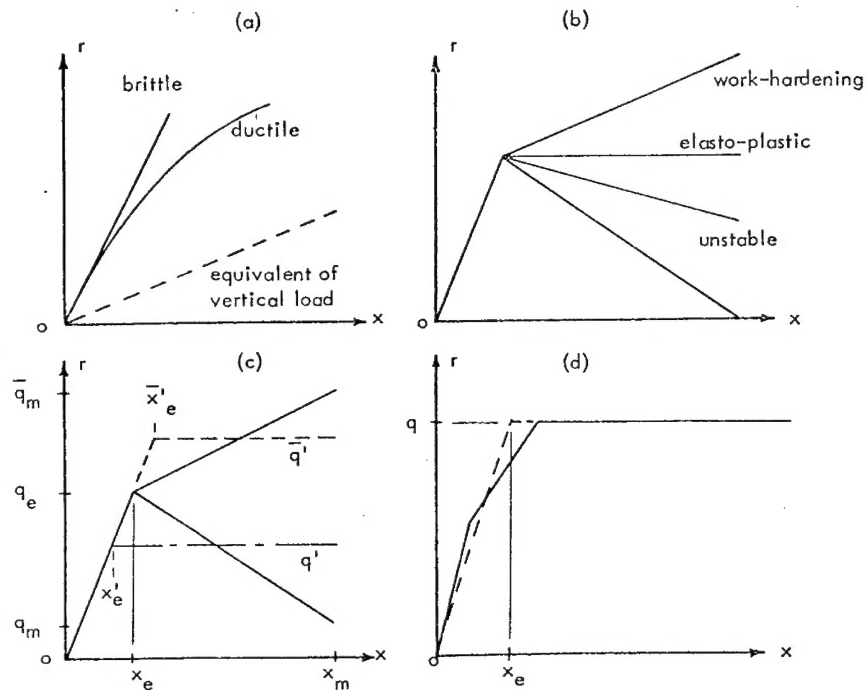 (a)
r
brittle
ductile
equivalent of
vertical load
o
x
(b)
r
work-hardening
elasto-plastic
unstable
o
x
(c)
r
q̅m
x̅'e
q̅'
qe
q'
x'e
qm
o
xe
xm
x
(d)
r
q
o
xe
x